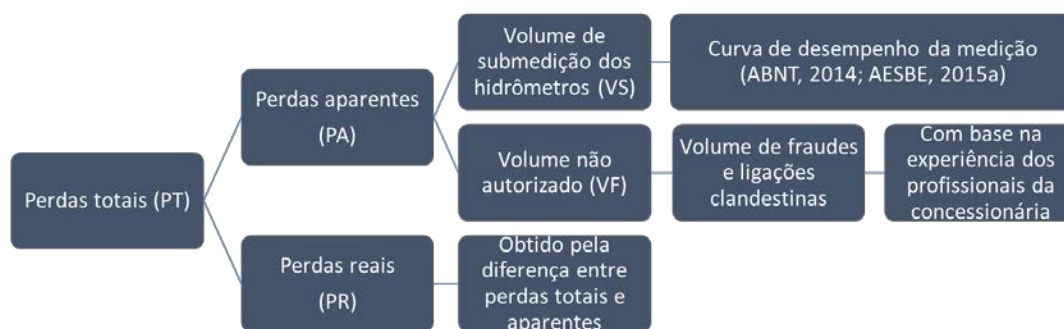 Perdas totais (PT)
Perdas aparentes
(PA)
Volume de
submedição dos
hidrômetros (VS)
Curva de desempenho da medição
(ABNT, 2014; AESBE, 2015a)
Volume não
autorizado (VF)
Volume de fraudes
e ligações
clandestinas
Com base na
experiência dos
profissionais da
concessionária
Perdas reais
(PR)
Obtido pela
diferença entre
perdas totais e
aparentes